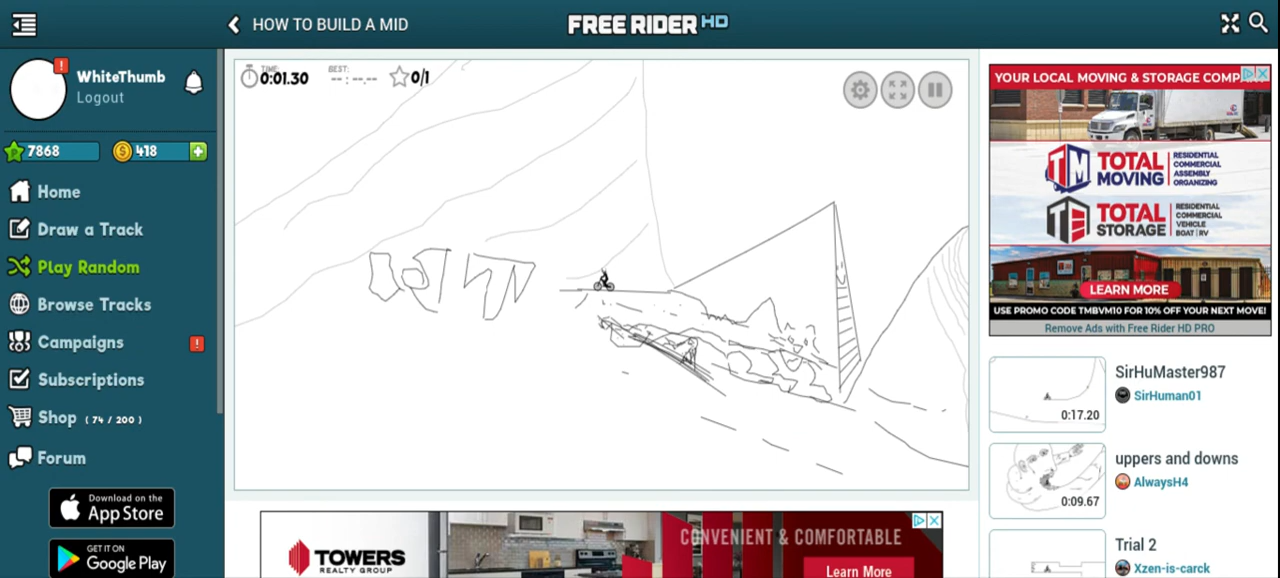 HOW TO BUILD A MID
FREE RIDER HD
WhiteThumb
Logout
7868
418
Home
Draw a Track
Play Random
Browse Tracks
Campaigns
Subscriptions
Shop ( 74 / 200 )
Forum
Download on the
App Store
GET IT ON
Google Play
TIME:
0:01.30
BEST:
-- : --.--
0/1
YOUR LOCAL MOVING & STORAGE COMP
TM TOTAL MOVING
RESIDENTIAL
COMMERCIAL
ASSEMBLY
ORGANIZING
TOTAL STORAGE
RESIDENTIAL
COMMERCIAL
VEHICLE
BOAT | RV
LEARN MORE
USE PROMO CODE TMBVM10 FOR 10% OFF YOUR NEXT MOVE!
Remove Ads with Free Rider HD PRO
SirHuMaster987
SirHuman01
0:17.20
uppers and downs
AlwaysH4
0:09.67
Trial 2
Xzen-is-carck
TOWERS
REALTY GROUP
CONVENIENT & COMFORTABLE
Learn More